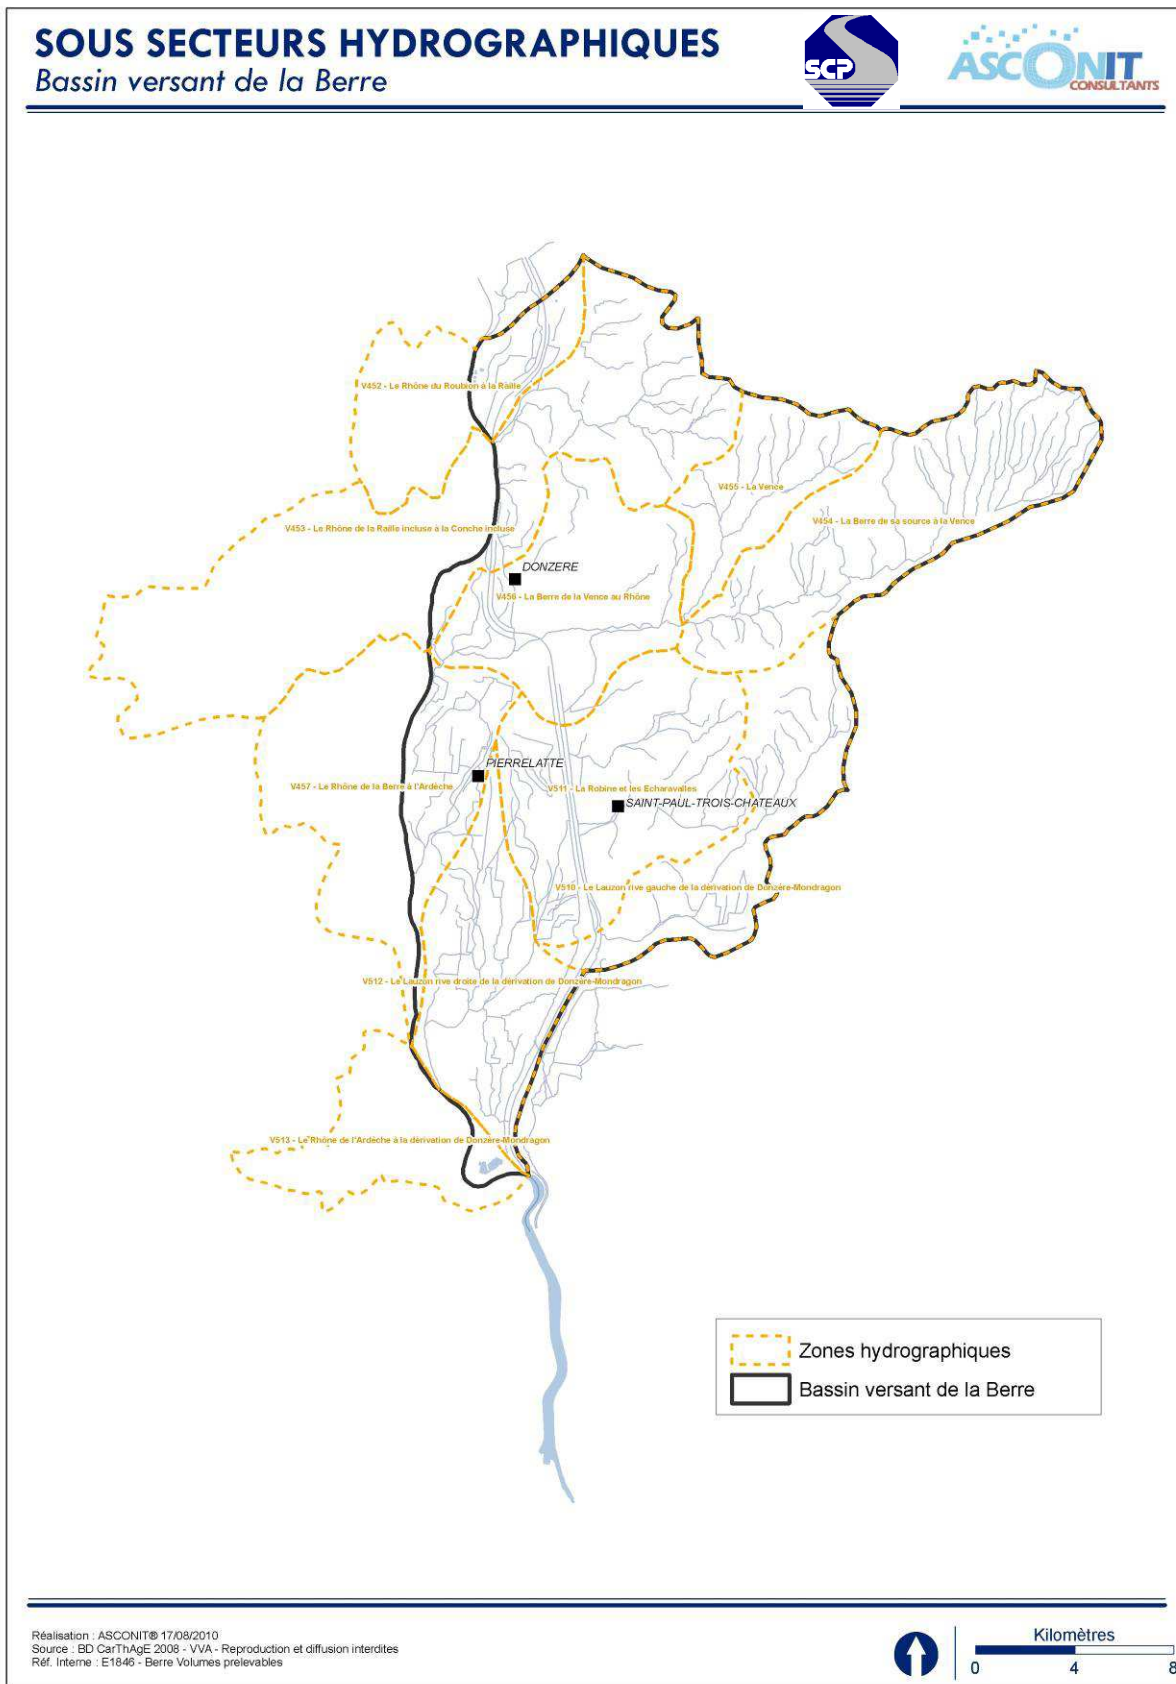 SOUS SECTEURS HYDROGRAPHIQUES
Bassin versant de la Berre
SCP
ASCONIT
CONSULTANTS
V452 - Le Rhône du Roubion à la Raille
V455 - La Vence
V454 - La Berre de sa source à la Vence
V453 - Le Rhône de la Raille incluse à la Conche incluse
DONZERE
V456 - La Berre de la Vence au Rhône
PIERRELATTE
V457 - Le Rhône de la Berre à l'Ardèche
V511 - La Robine et les Echaravalles
SAINT-PAUL-TROIS-CHATEAUX
V510 - Le Lauzon rive gauche de la dérivation de Donzère-Mondragon
V512 - Le Lauzon rive droite de la dérivation de Donzère-Mondragon
V513 - Le Rhône de l'Ardèche à la dérivation de Donzère-Mondragon
Zones hydrographiques
Bassin versant de la Berre
Réalisation : ASCONIT® 17/08/2010
Source : BD CarThAgE 2008 - VVA - Reproduction et diffusion interdites
Réf. Interne : E1846 - Berre Volumes prelevables
Kilomètres
0 4 8